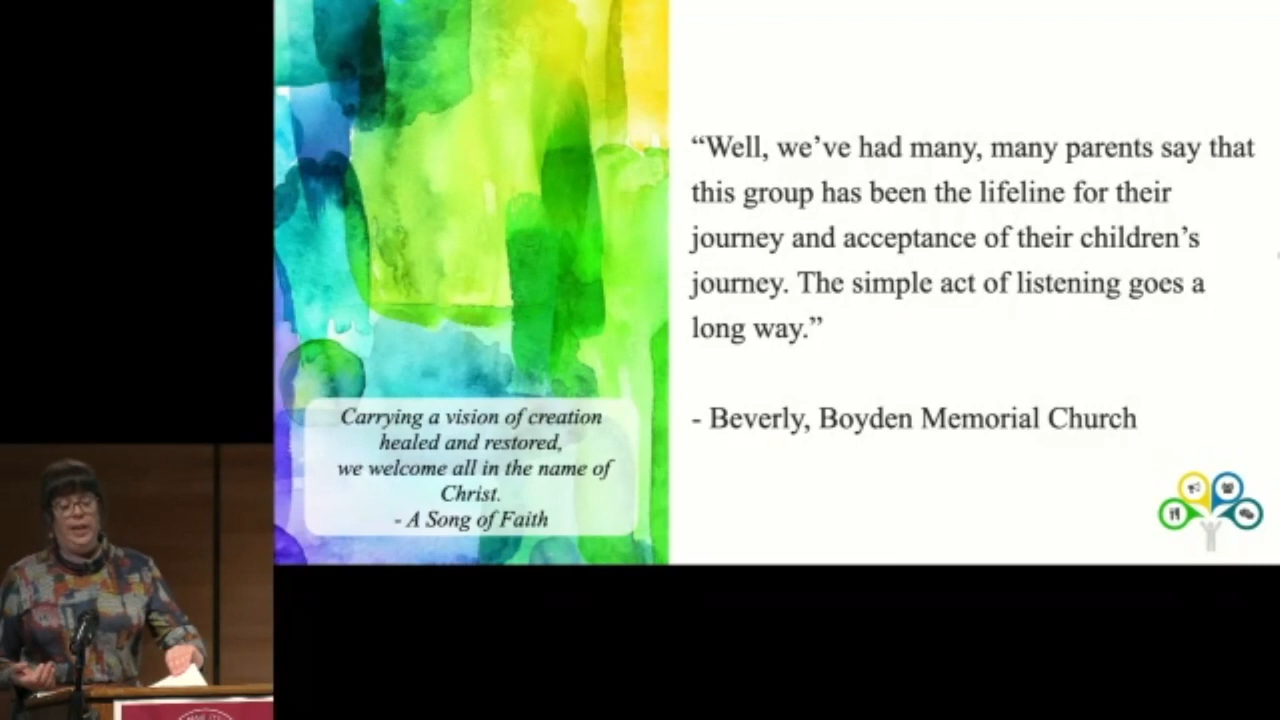 “Well, we’ve had many, many parents say that
this group has been the lifeline for their
journey and acceptance of their children’s
journey. The simple act of listening goes a
long way.”
- Beverly, Boyden Memorial Church
Carrying a vision of creation
healed and restored,
we welcome all in the name of
Christ.
- A Song of Faith